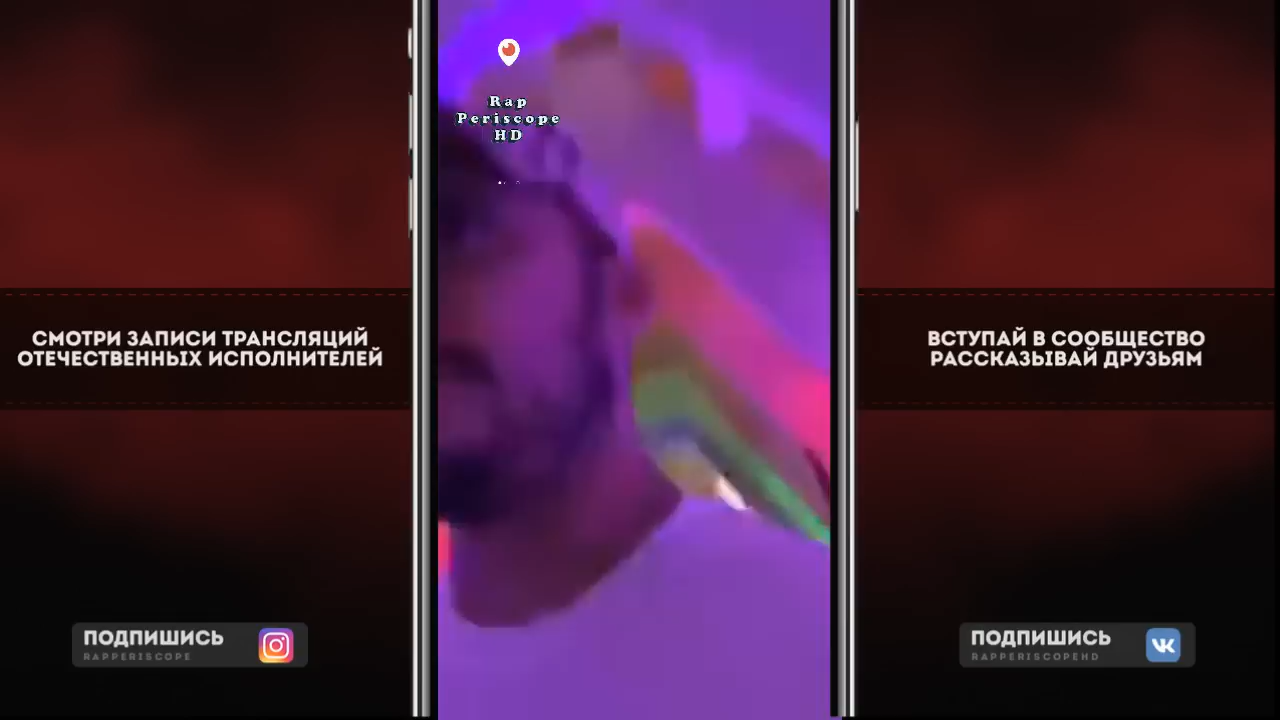 Rap
Periscope
HD
СМОТРИ ЗАПИСИ ТРАНСЛЯЦИЙ
ОТЕЧЕСТВЕННЫХ ИСПОЛНИТЕЛЕЙ
ВСТУПАЙ В СООБЩЕСТВО
РАССКАЗЫВАЙ ДРУЗЬЯМ
ПОДПИШИСЬ
RAPPERISCOPE
ПОДПИШИСЬ
RAPPERISCOPEHD